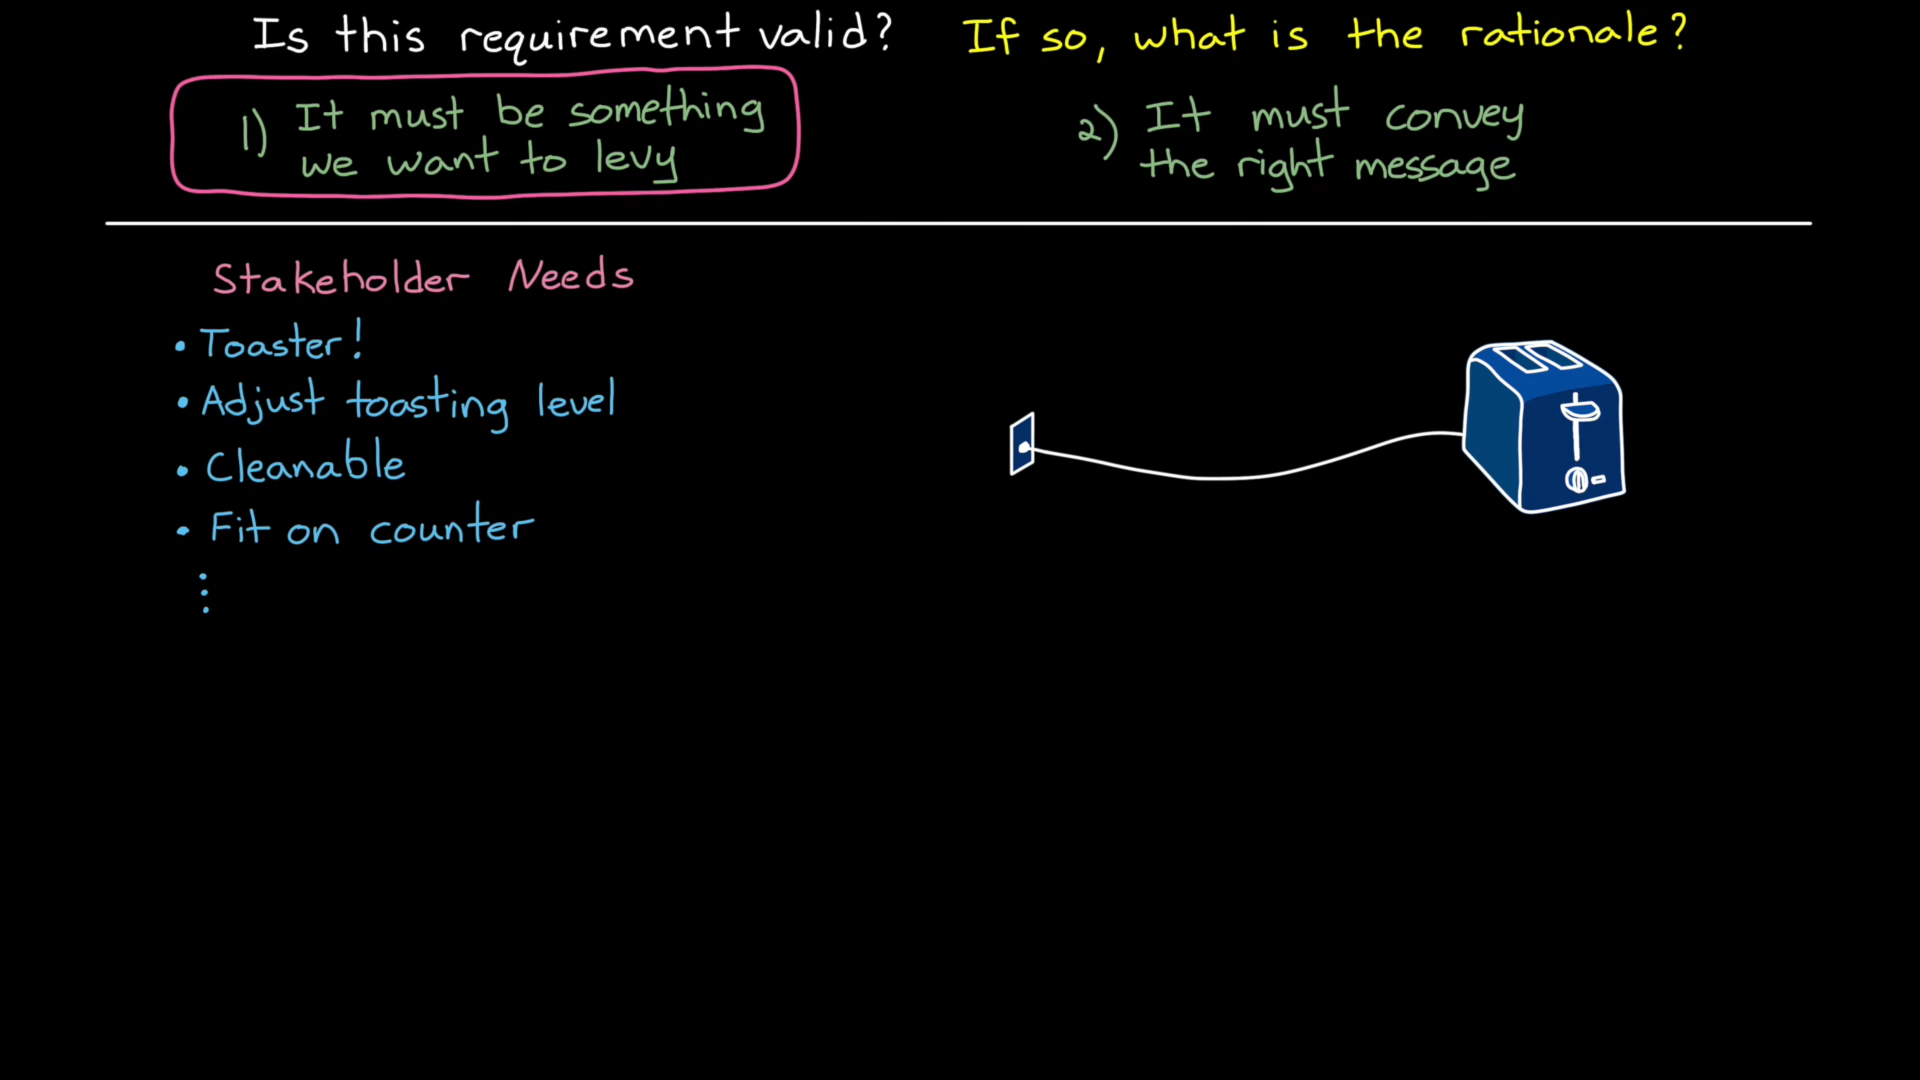 Is this requirement valid? If so, what is the rationale?
1) It must be something
we want to levy
2) It must convey
the right message
Stakeholder Needs
• Toaster!
• Adjust toasting level
• Cleanable
• Fit on counter
⋮